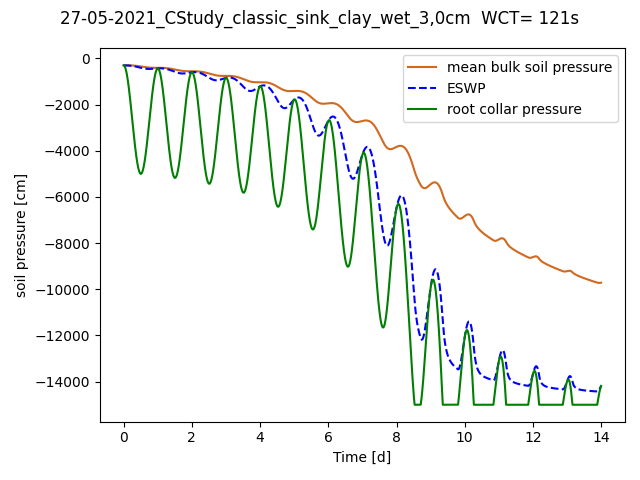 27-05-2021_CStudy_classic_sink_clay_wet_3,0cm  WCT= 121s
mean bulk soil pressure
ESWP
root collar pressure
soil pressure [cm]
0
−2000
−4000
−6000
−8000
−10000
−12000
−14000
0 2 4 6 8 10 12 14
Time [d]